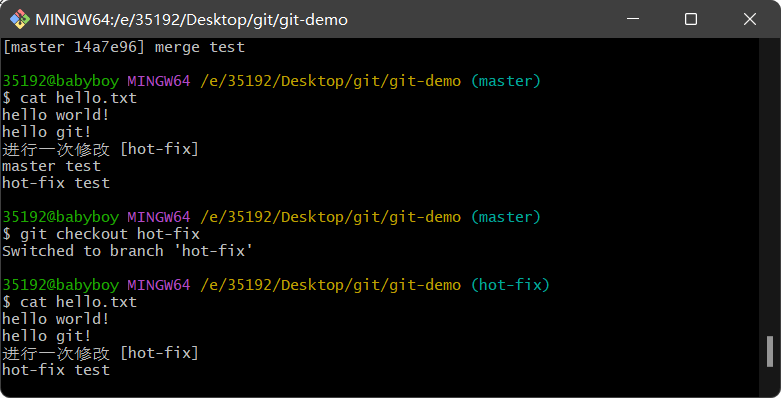 MINGW64:/e/35192/Desktop/git/git-demo
[master 14a7e96] merge test
35192@babyboy MINGW64 /e/35192/Desktop/git/git-demo (master)
$ cat hello.txt
hello world!
hello git!
进行一次修改 [hot-fix]
master test
hot-fix test
35192@babyboy MINGW64 /e/35192/Desktop/git/git-demo (master)
$ git checkout hot-fix
Switched to branch 'hot-fix'
35192@babyboy MINGW64 /e/35192/Desktop/git/git-demo (hot-fix)
$ cat hello.txt
hello world!
hello git!
进行一次修改 [hot-fix]
hot-fix test